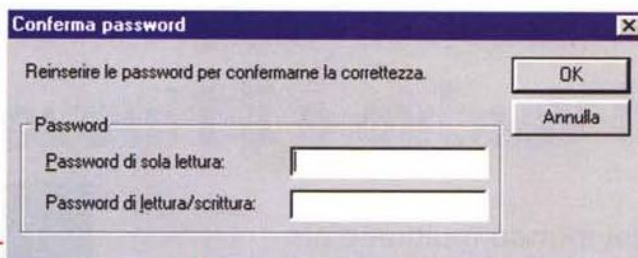 Conferma password
Reinserire le password per confermarne la correttezza.
OK
Annulla
Password
Password di sola lettura:
Password di lettura/scrittura: